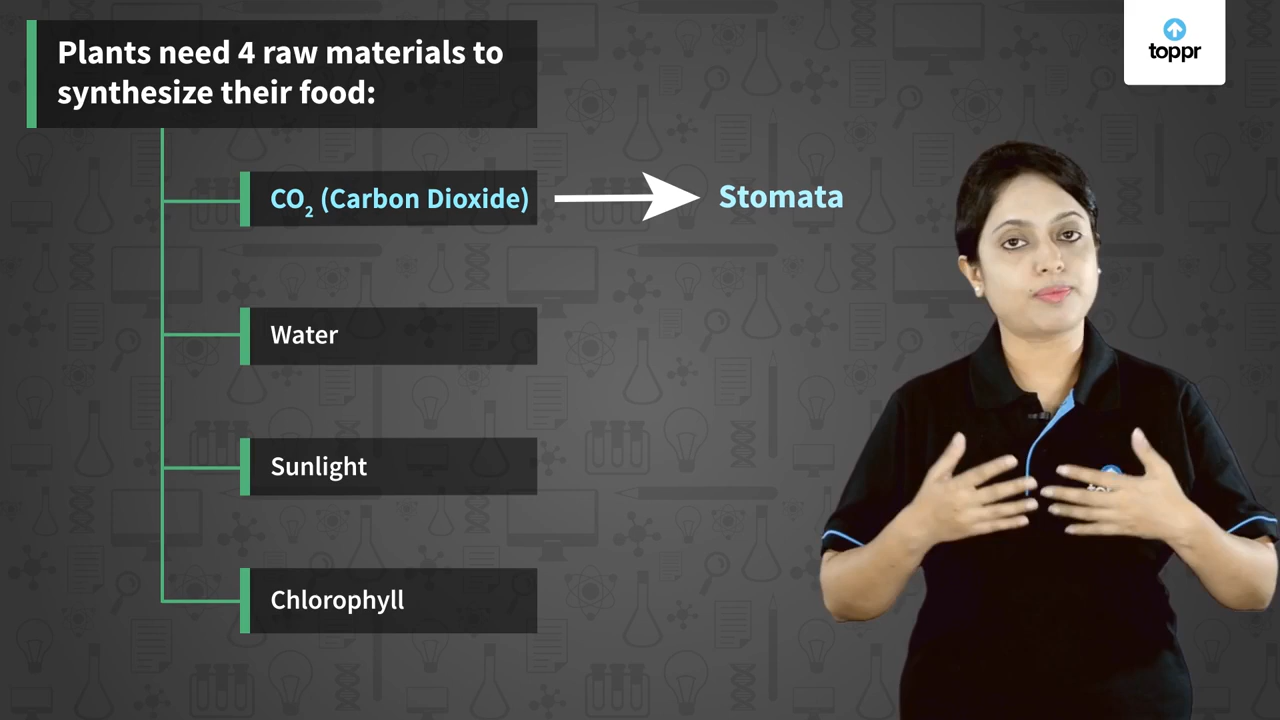 Plants need 4 raw materials to
synthesize their food:
toppr
CO₂ (Carbon Dioxide)
Stomata
Water
Sunlight
Chlorophyll